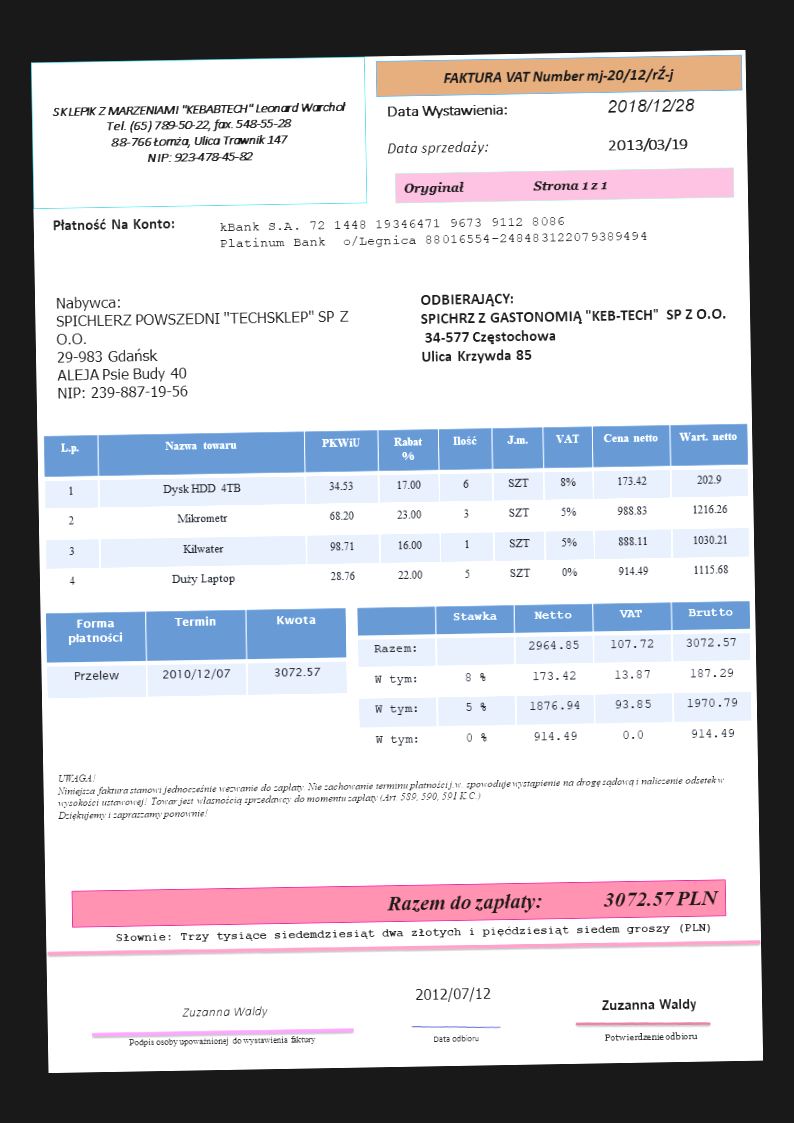 SKLEPIK Z MARZENIAMI "KEBABTECH" Leonard Warchoł
Tel. (65) 789-50-22, fax. 548-55-28
88-766 Łomża, Ulica Trawnik 147
NIP: 923-478-45-82
FAKTURA VAT Number mj-20/12/rŹ-j
Data Wystawienia: 2018/12/28
Data sprzedaży: 2013/03/19
Oryginał Strona 1 z 1
Płatność Na Konto: kBank S.A. 72 1448 19346471 9673 9112 8086
Platinum Bank o/Legnica 88016554-248483122079389494
Nabywca:
SPICHLERZ POWSZEDNI "TECHSKLEP" SP Z
O.O.
29-983 Gdańsk
ALEJA Psie Budy 40
NIP: 239-887-19-56
ODBIERAJĄCY:
SPICHRZ Z GASTONOMIĄ "KEB-TECH" SP Z O.O.
34-577 Częstochowa
Ulica Krzywda 85
L.p. Nazwa towaru PKWiU Rabat % Ilość J.m. VAT Cena netto Wart. netto
1 Dysk HDD 4TB 34.53 17.00 6 SZT 8% 173.42 202.9
2 Mikrometr 68.20 23.00 3 SZT 5% 988.83 1216.26
3 Kilwater 98.71 16.00 1 SZT 5% 888.11 1030.21
4 Duży Laptop 28.76 22.00 5 SZT 0% 914.49 1115.68
Forma płatności Termin Kwota
Przelew 2010/12/07 3072.57
Stawka Netto VAT Brutto
Razem: 2964.85 107.72 3072.57
W tym: 8 % 173.42 13.87 187.29
W tym: 5 % 1876.94 93.85 1970.79
W tym: 0 % 914.49 0.0 914.49
UWAGA!
Niniejsza faktura stanowi jednocześnie wezwanie do zapłaty. Nie zachowanie terminu płatności j.w. spowoduje wystąpienie na drogę sądową i naliczenie odsetek w
wysokości ustawowej! Towar jest własnością sprzedawcy do momentu zapłaty (Art. 589, 590, 591 K.C.)
Dziękujemy i zapraszamy ponownie!
Razem do zapłaty: 3072.57 PLN
Słownie: Trzy tysiące siedemdziesiąt dwa złotych i pięćdziesiąt siedem groszy (PLN)
Zuzanna Waldy
Podpis osoby upoważnionej do wystawienia faktury
2012/07/12
Data odbioru
Zuzanna Waldy
Potwierdzenie odbioru